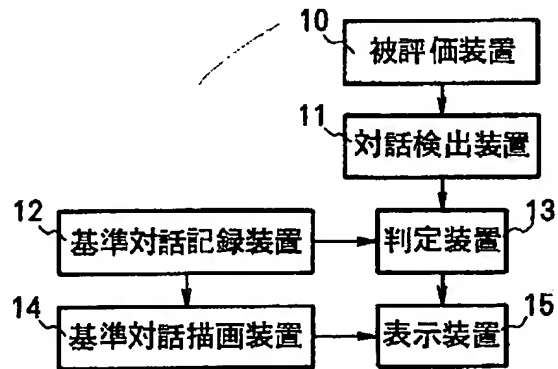 10
被評価装置
11
対話検出装置
12
基準対話記録装置
13
判定装置
14
基準対話描画装置
15
表示装置